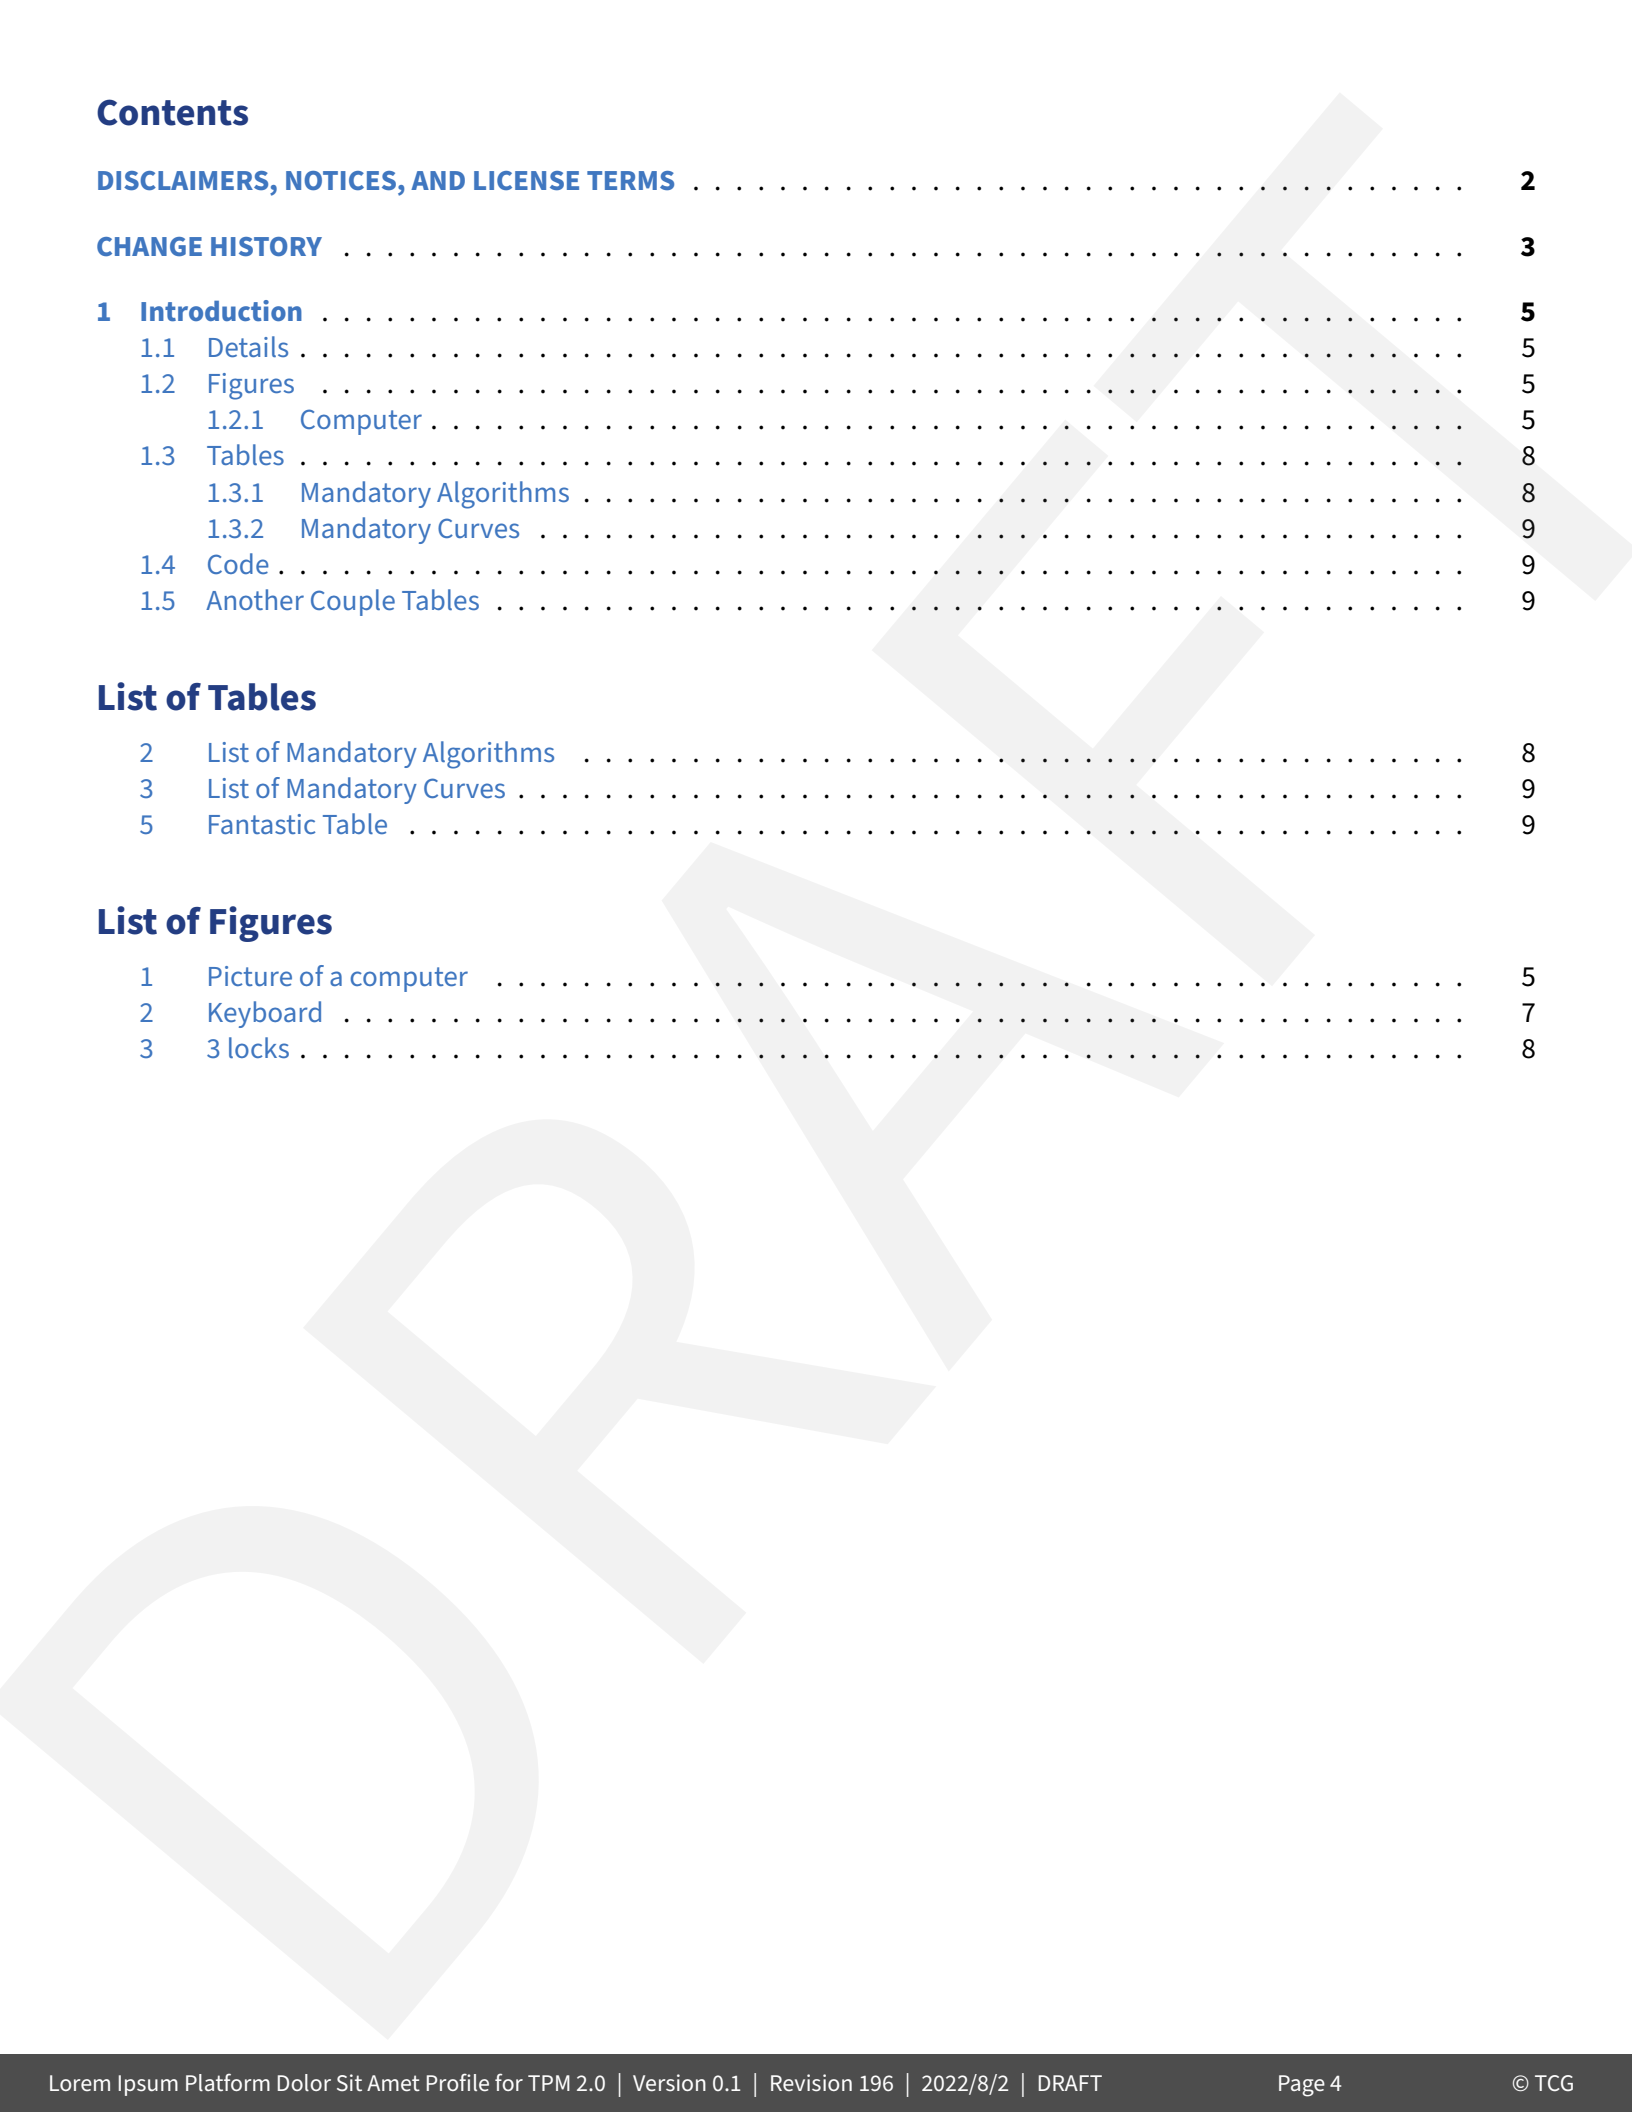 Contents
DISCLAIMERS, NOTICES, AND LICENSE TERMS . . . . . . . . . . . . . . . . . . . . . . . . . . . . . . . . . . . . 2
CHANGE HISTORY . . . . . . . . . . . . . . . . . . . . . . . . . . . . . . . . . . . . . . . . . . . . . . . . . . . . 3
1 Introduction . . . . . . . . . . . . . . . . . . . . . . . . . . . . . . . . . . . . . . . . . . . . . . . . . . . . . 5
1.1 Details . . . . . . . . . . . . . . . . . . . . . . . . . . . . . . . . . . . . . . . . . . . . . . . . . . . . . . 5
1.2 Figures . . . . . . . . . . . . . . . . . . . . . . . . . . . . . . . . . . . . . . . . . . . . . . . . . . . . . 5
1.2.1 Computer . . . . . . . . . . . . . . . . . . . . . . . . . . . . . . . . . . . . . . . . . . . . . . . . 5
1.3 Tables . . . . . . . . . . . . . . . . . . . . . . . . . . . . . . . . . . . . . . . . . . . . . . . . . . . . . . 8
1.3.1 Mandatory Algorithms . . . . . . . . . . . . . . . . . . . . . . . . . . . . . . . . . . . . . . . . . 8
1.3.2 Mandatory Curves . . . . . . . . . . . . . . . . . . . . . . . . . . . . . . . . . . . . . . . . . . . 9
1.4 Code . . . . . . . . . . . . . . . . . . . . . . . . . . . . . . . . . . . . . . . . . . . . . . . . . . . . . . . 9
1.5 Another Couple Tables . . . . . . . . . . . . . . . . . . . . . . . . . . . . . . . . . . . . . . . . . . . . . 9
List of Tables
2 List of Mandatory Algorithms . . . . . . . . . . . . . . . . . . . . . . . . . . . . . . . . . . . . . . . . . 8
3 List of Mandatory Curves . . . . . . . . . . . . . . . . . . . . . . . . . . . . . . . . . . . . . . . . . . . . 9
5 Fantastic Table . . . . . . . . . . . . . . . . . . . . . . . . . . . . . . . . . . . . . . . . . . . . . . . . . 9
List of Figures
1 Picture of a computer . . . . . . . . . . . . . . . . . . . . . . . . . . . . . . . . . . . . . . . . . . . . . 5
2 Keyboard . . . . . . . . . . . . . . . . . . . . . . . . . . . . . . . . . . . . . . . . . . . . . . . . . . . . 7
3 3 locks . . . . . . . . . . . . . . . . . . . . . . . . . . . . . . . . . . . . . . . . . . . . . . . . . . . . . . 8
DRAFT
Lorem Ipsum Platform Dolor Sit Amet Profile for TPM 2.0 | Version 0.1 | Revision 196 | 2022/8/2 | DRAFT Page 4 © TCG